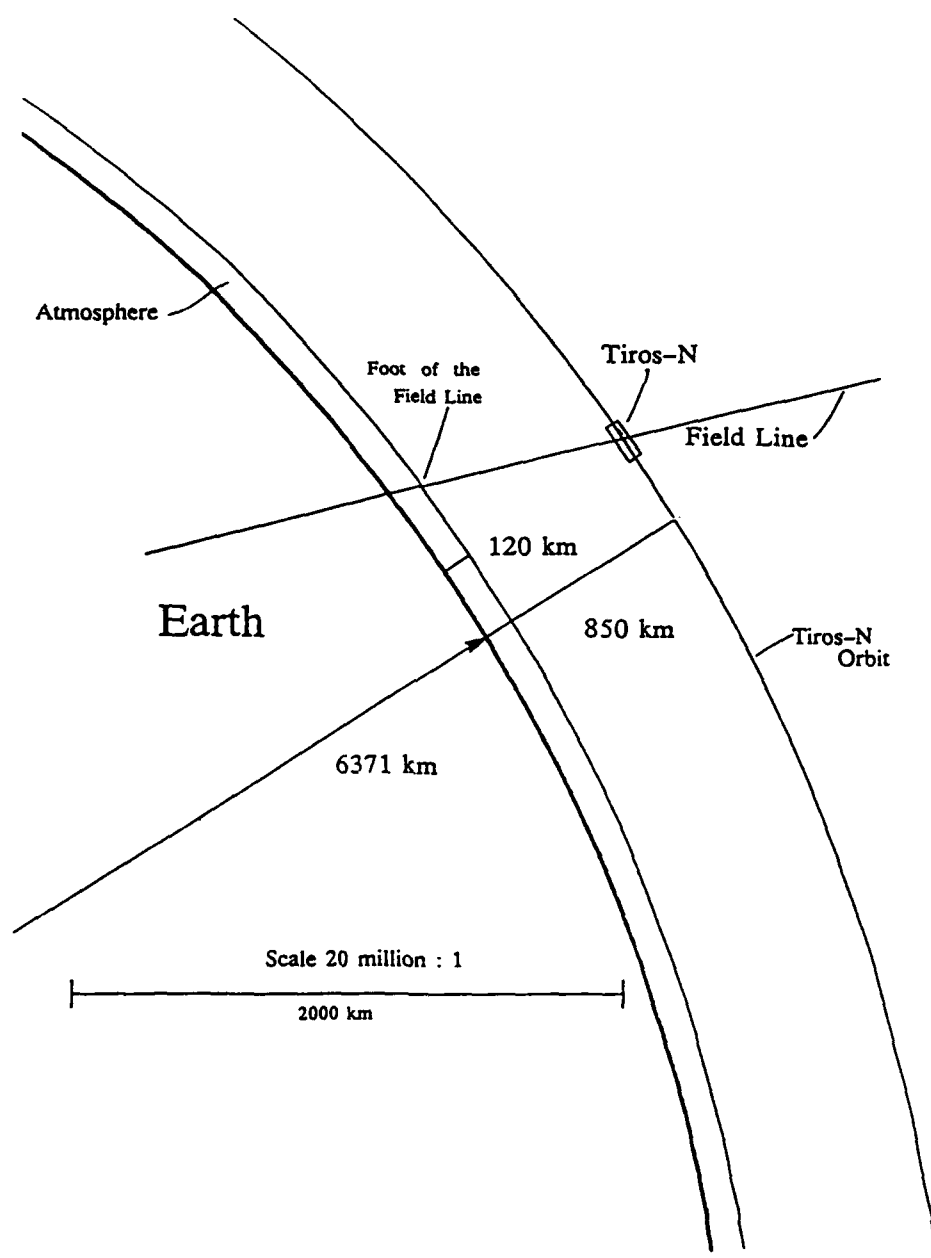 Atmosphere
Foot of the
Field Line
Tiros-N
Field Line
120 km
Earth
850 km
Tiros-N
Orbit
6371 km
Scale 20 million : 1
2000 km